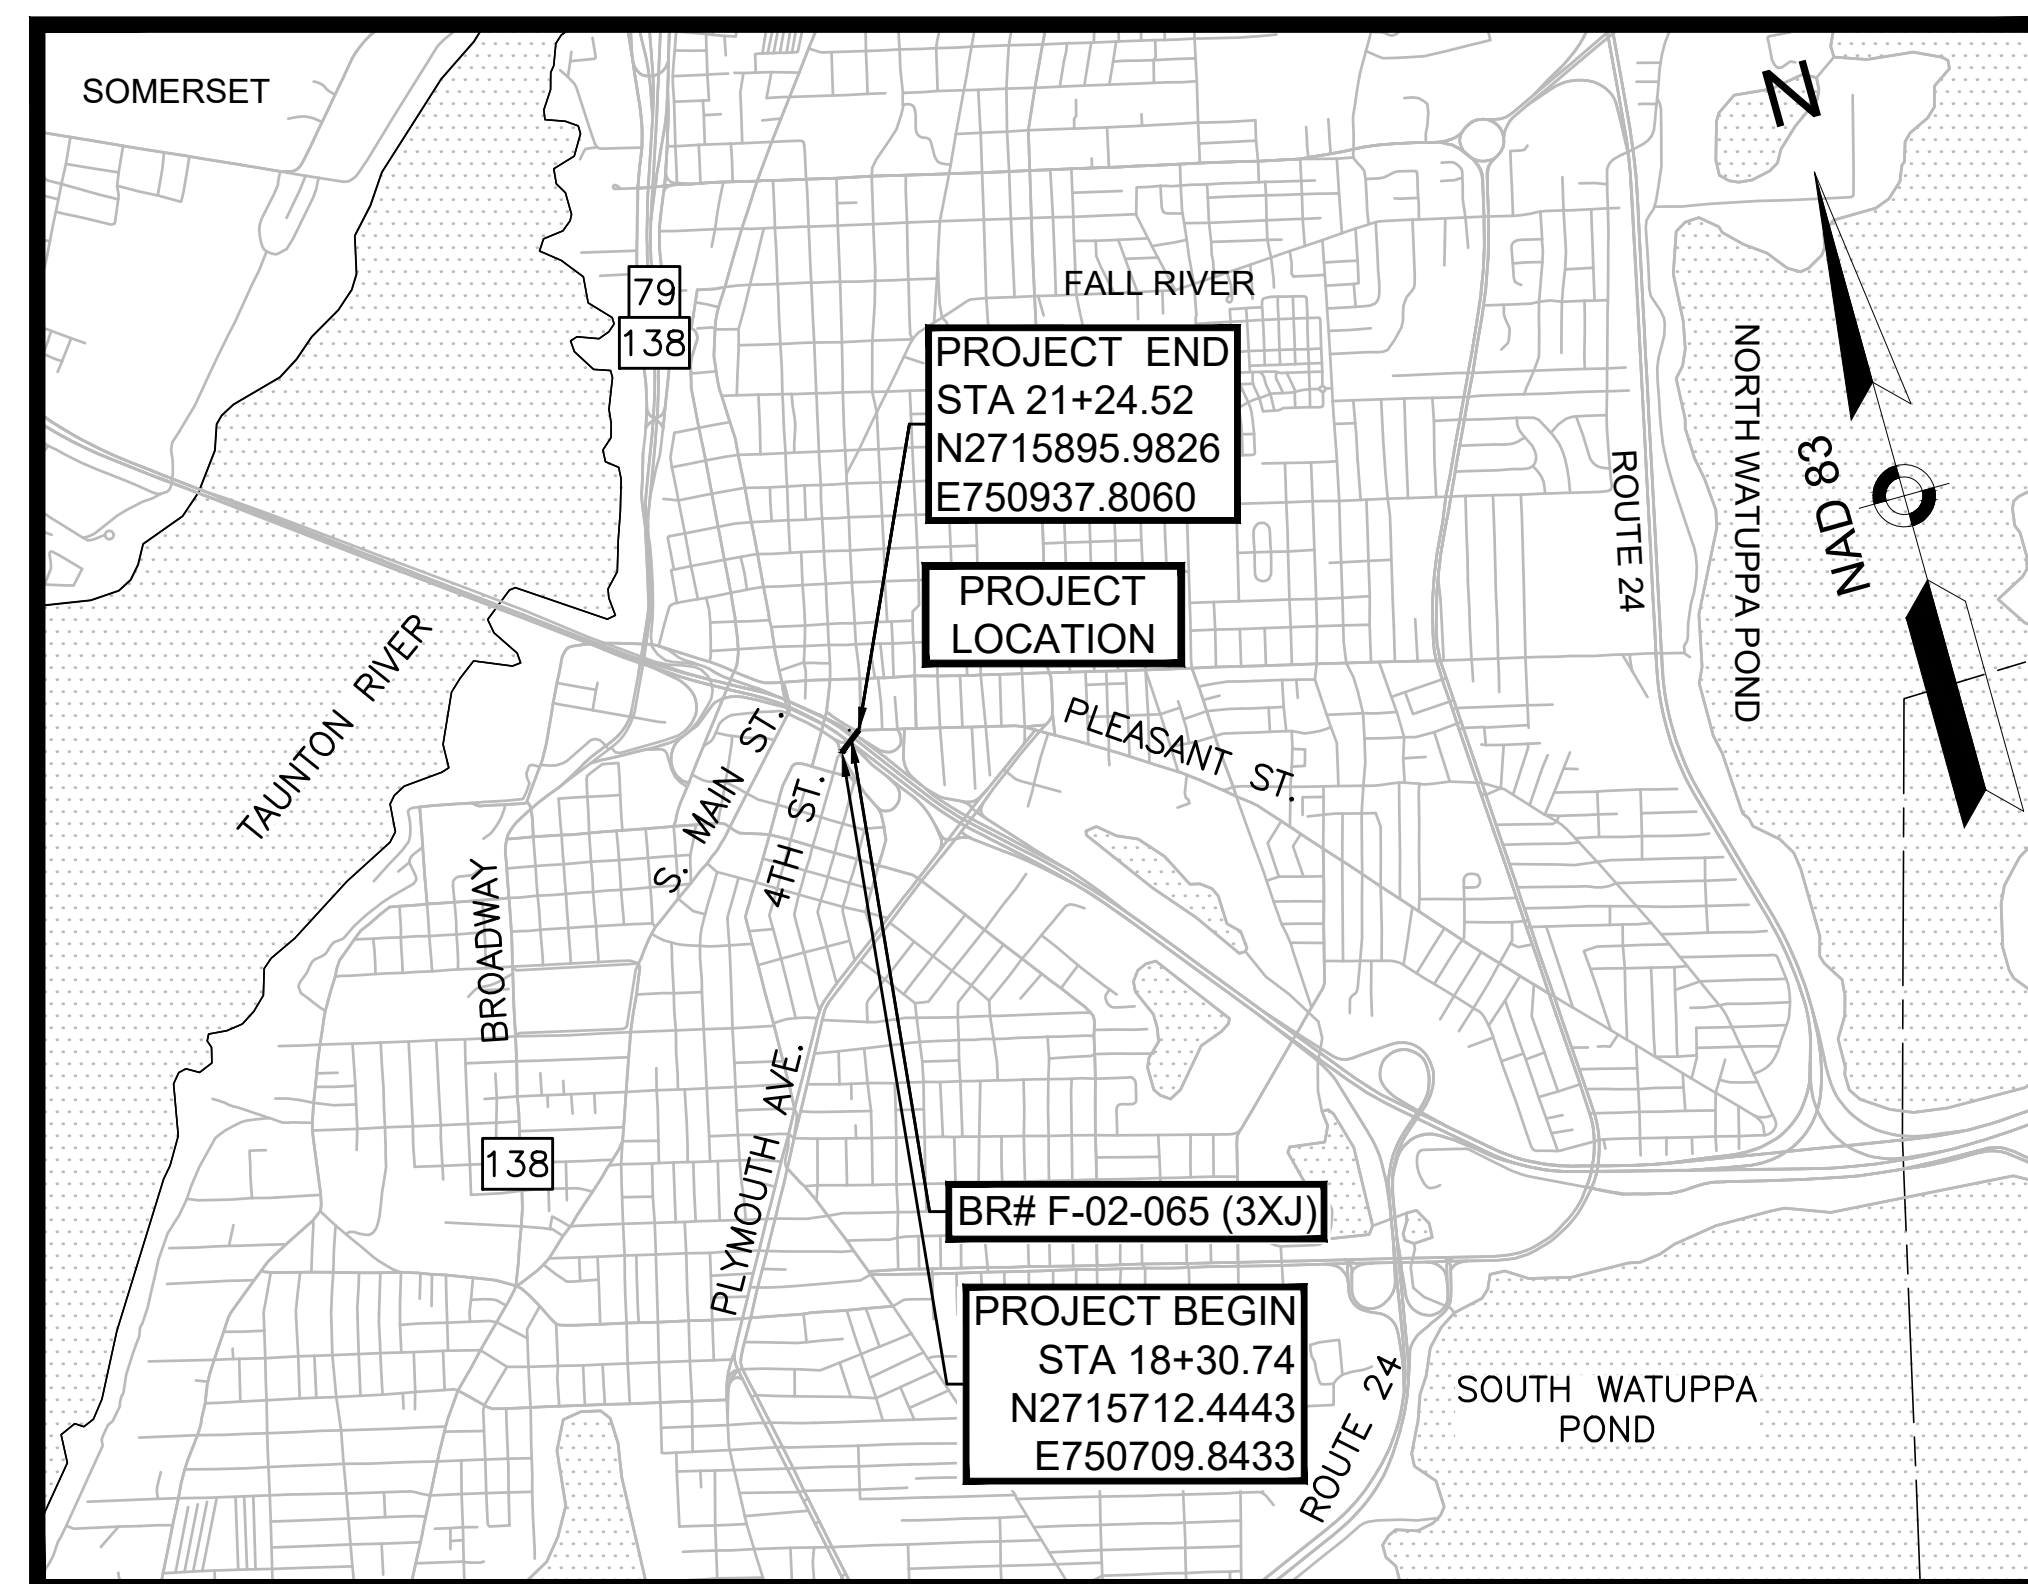 SOMERSET
N
79
138
FALL RIVER
PROJECT END
STA 21+24.52
N2715895.9826
E750937.8060
NORTH WATUPPA POND
ROUTE 24
NAD 83
PROJECT
LOCATION
TAUNTON RIVER
PLEASANT ST.
S. MAIN ST.
4TH ST.
BROADWAY
PLYMOUTH AVE.
138
BR# F-02-065 (3XJ)
PROJECT BEGIN
STA 18+30.74
N2715712.4443
E750709.8433
ROUTE 24
SOUTH WATUPPA
POND